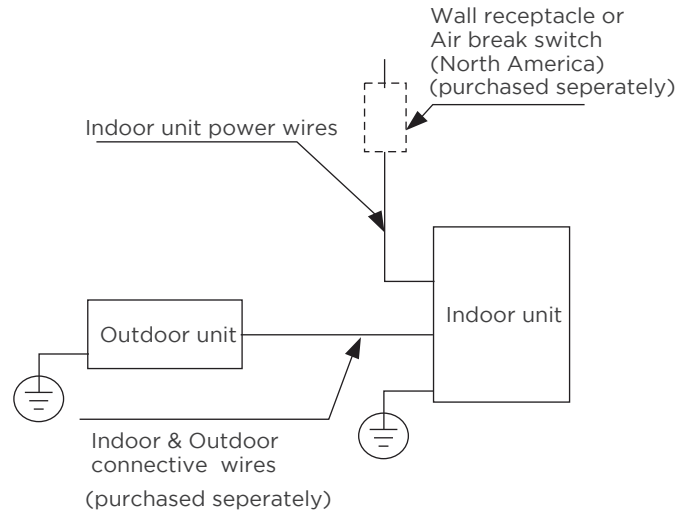 Wall receptacle or
Air break switch
(North America)
(purchased seperately)
Indoor unit power wires
Outdoor unit
Indoor unit
Indoor & Outdoor
connective wires
(purchased seperately)